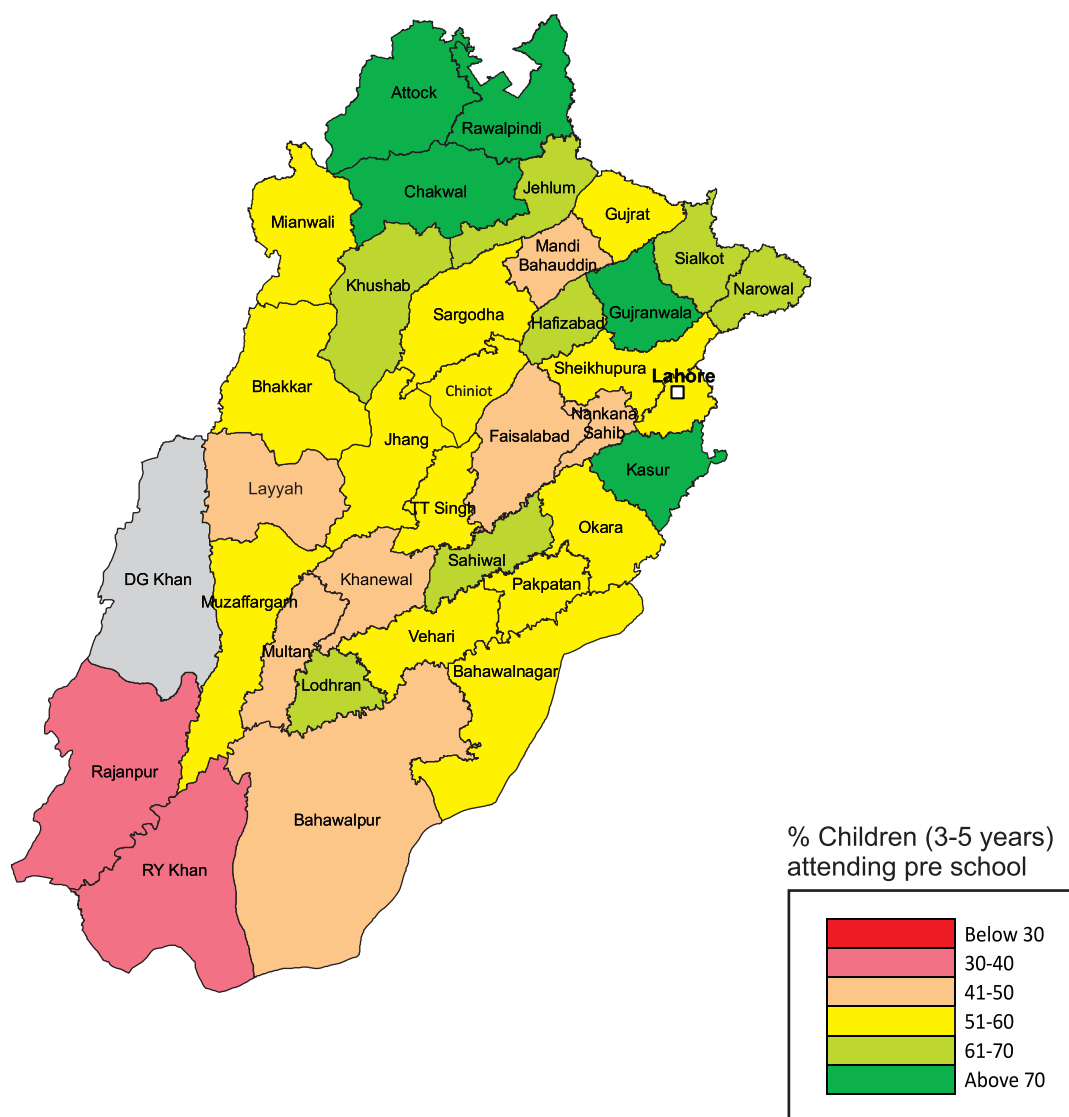 Attock
Rawalpindi
Chakwal
Jehlum
Mianwali
Gujrat
Mandi
Bahauddin
Sialkot
Khushab
Narowal
Sargodha
Hafizabad
Gujranwala
Sheikhupura
Lahore
Bhakkar
Chiniot
Nankana
Sahib
Faisalabad
Jhang
Kasur
Layyah
TT Singh
Okara
Sahiwal
DG Khan
Khanewal
Pakpatan
Muzaffargarh
Vehari
Multan
Bahawalnagar
Lodhran
Rajanpur
Bahawalpur
RY Khan
% Children (3-5 years)
attending pre school
Below 30
30-40
41-50
51-60
61-70
Above 70